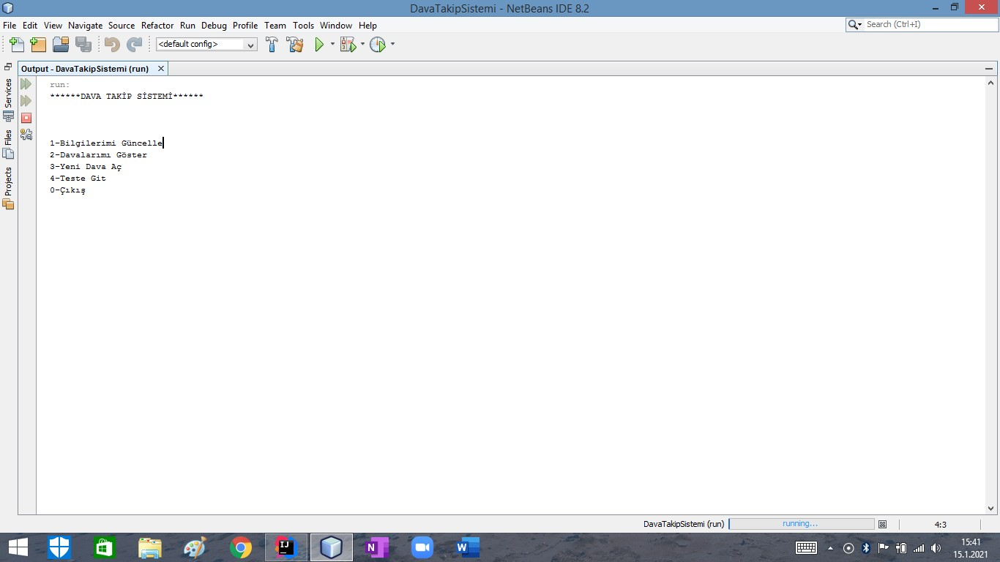 DavaTakipSistemi - NetBeans IDE 8.2
File Edit View Navigate Source Refactor Run Debug Profile Team Tools Window Help
Search (Ctrl+I)
<default config>
Output - DavaTakipSistemi (run)
Services
Files
Projects
run:
******DAVA TAKİP SİSTEMİ******
1-Bilgilerimi Güncelle
2-Davalarımı Göster
3-Yeni Dava Aç
4-Teste Git
0-Çıkış
DavaTakipSistemi (run) running... 4:3
IJ
N
W
15:41
15.1.2021